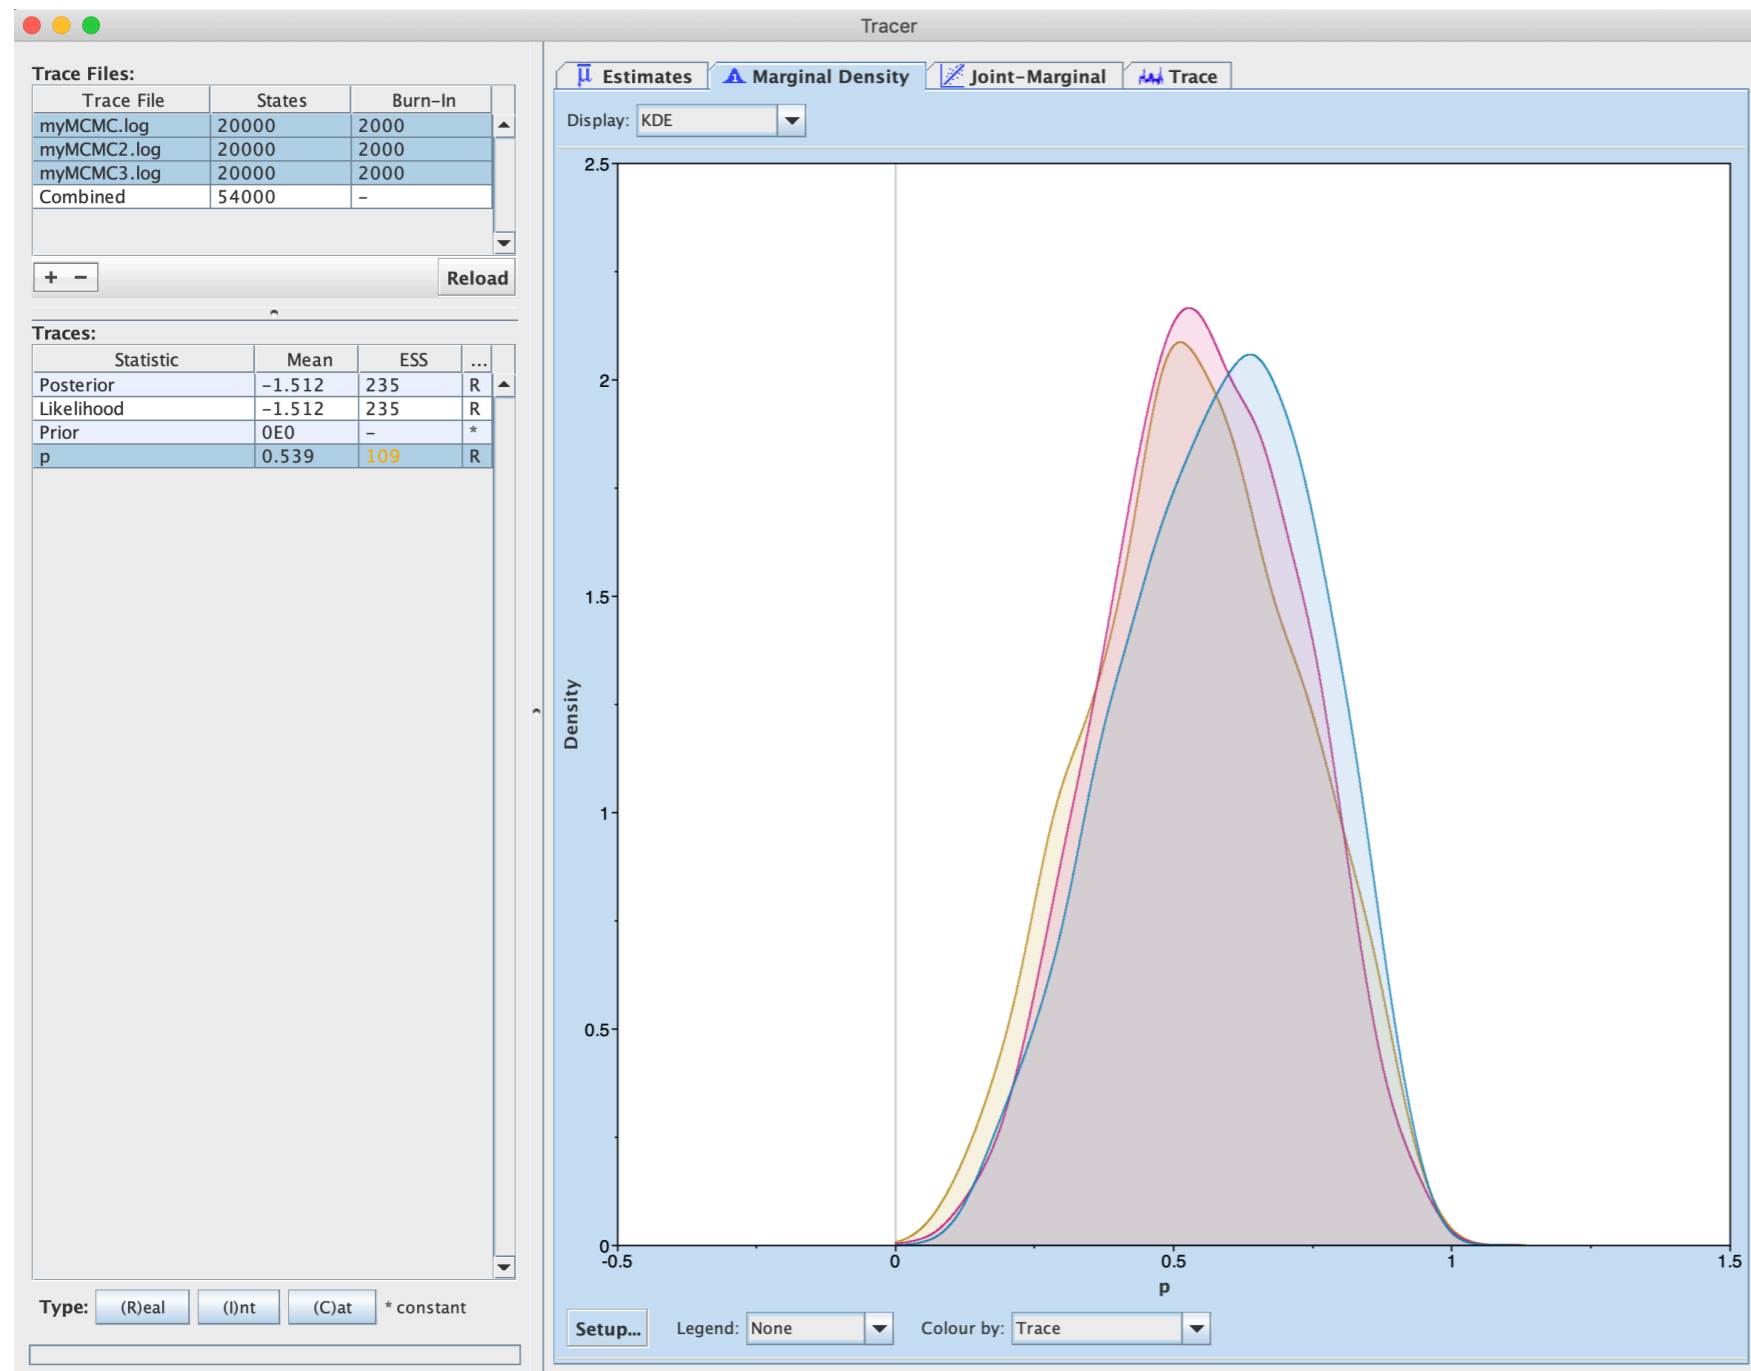 Tracer
Trace Files:
Trace File States Burn-In
myMCMC.log 20000 2000
myMCMC2.log 20000 2000
myMCMC3.log 20000 2000
Combined 54000 -
+ -
Reload
Traces:
Statistic Mean ESS ...
Posterior -1.512 235 R
Likelihood -1.512 235 R
Prior 0E0 - *
p 0.539 109 R
Type: (R)eal (I)nt (C)at * constant
Estimates Marginal Density Joint-Marginal Trace
Display: KDE
2.5
2
1.5
1
0.5
0
Density
-0.5 0 0.5 1 1.5
p
Setup... Legend: None Colour by: Trace